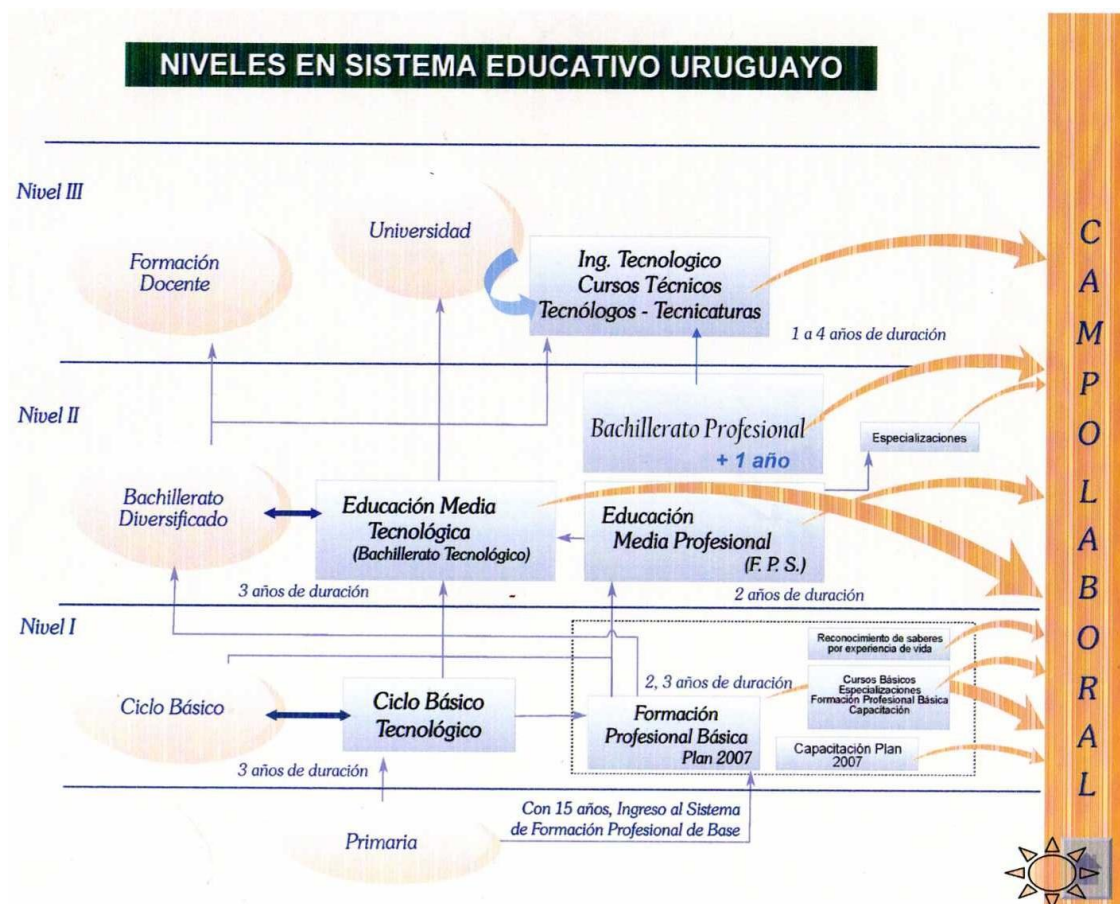 NIVELES EN SISTEMA EDUCATIVO URUGUAYO
Nivel III
Universidad
Formación
Docente
Ing. Tecnologico
Cursos Técnicos
Tecnólogos - Tecnicaturas
1 a 4 años de duración
Nivel II
Bachillerato Profesional
+ 1 año
Especializaciones
Bachillerato
Diversificado
Educación Media
Tecnológica
(Bachillerato Tecnológico)
Educación
Media Profesional
(F. P. S.)
3 años de duración
2 años de duración
Nivel I
Reconocimiento de saberes
por experiencia de vida
2, 3 años de duración
Cursos Básicos
Especializaciones
Formación Profesional Básica
Capacitación
Ciclo Básico
Ciclo Básico
Tecnológico
Formación
Profesional Básica
Plan 2007
Capacitación Plan
2007
3 años de duración
Con 15 años, Ingreso al Sistema
de Formación Profesional de Base
Primaria
C
A
M
P
O
L
A
B
O
R
A
L